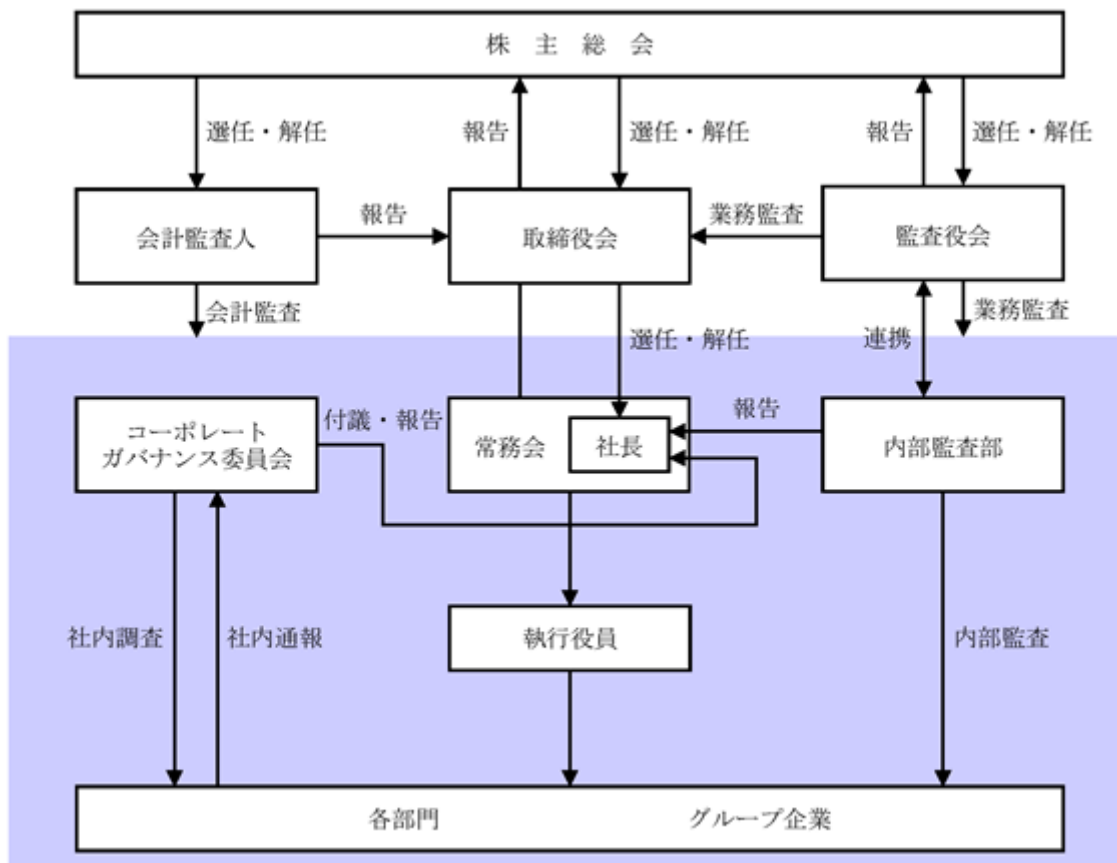 株主総会
選任・解任
報告
選任・解任
報告
選任・解任
会計監査人
報告
取締役会
業務監査
監査役会
会計監査
選任・解任
連携
業務監査
コーポレート
ガバナンス委員会
付議・報告
常務会
社長
報告
内部監査部
社内調査
社内通報
執行役員
内部監査
各部門
グループ企業